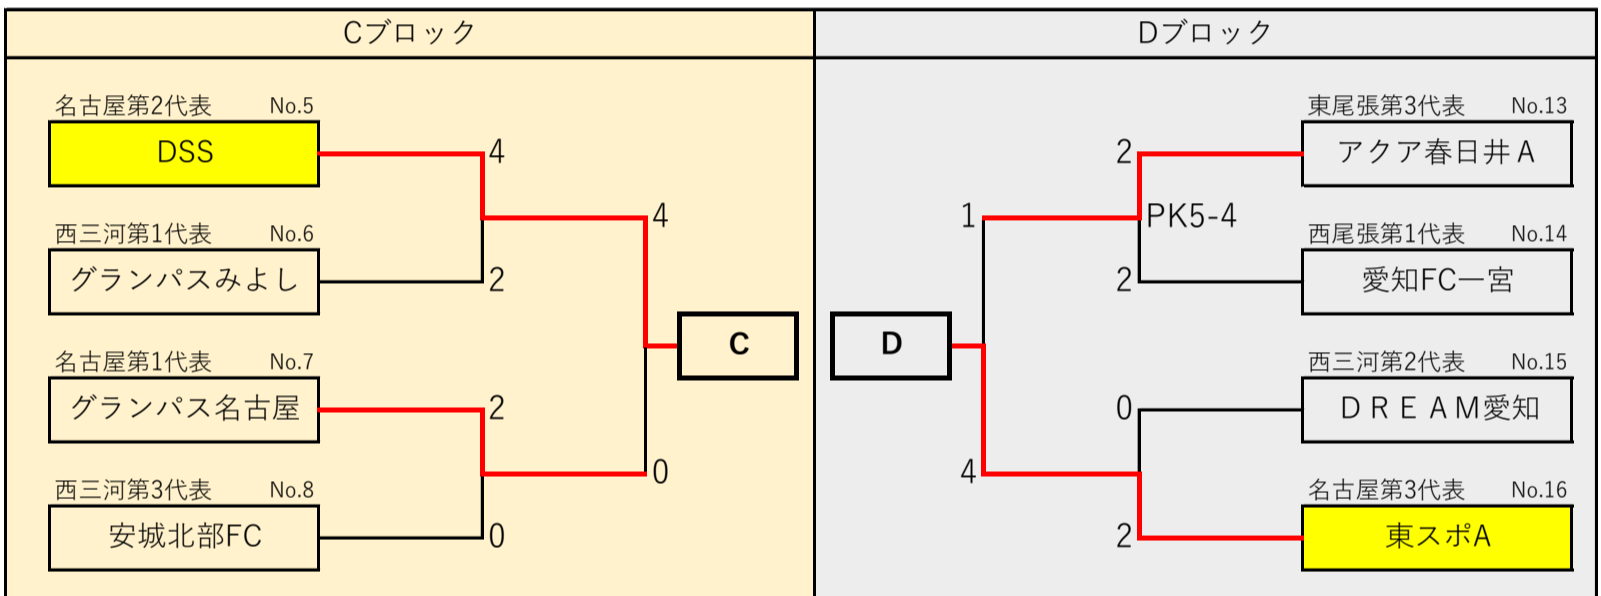 Cブロック
名古屋第2代表 No.5
DSS
4
西三河第1代表 No.6
グランパスみよし
2
4
名古屋第1代表 No.7
グランパス名古屋
2
西三河第3代表 No.8
安城北部FC
0
0
C
Dブロック
東尾張第3代表 No.13
アクア春日井A
2
PK5-4
西尾張第1代表 No.14
愛知FC一宮
2
1
西三河第2代表 No.15
DREAM愛知
0
名古屋第3代表 No.16
東スポA
2
4
D